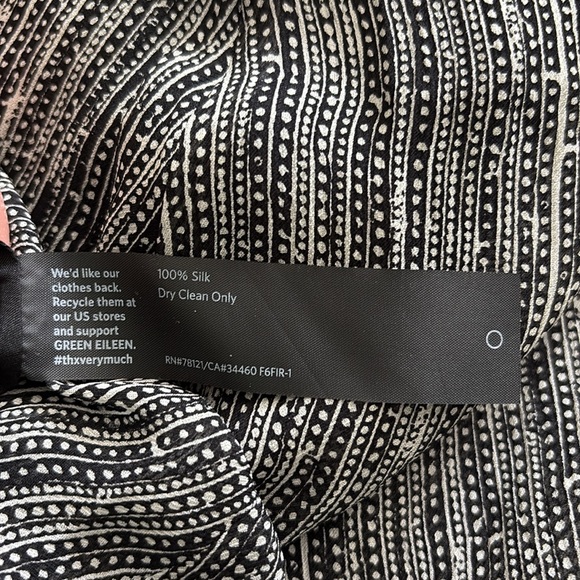 We'd like our
clothes back.
Recycle them at
our US stores
and support
GREEN EILEEN.
#thxverymuch
100% Silk
Dry Clean Only
RN#78121/CA#34460 F6FIR-1